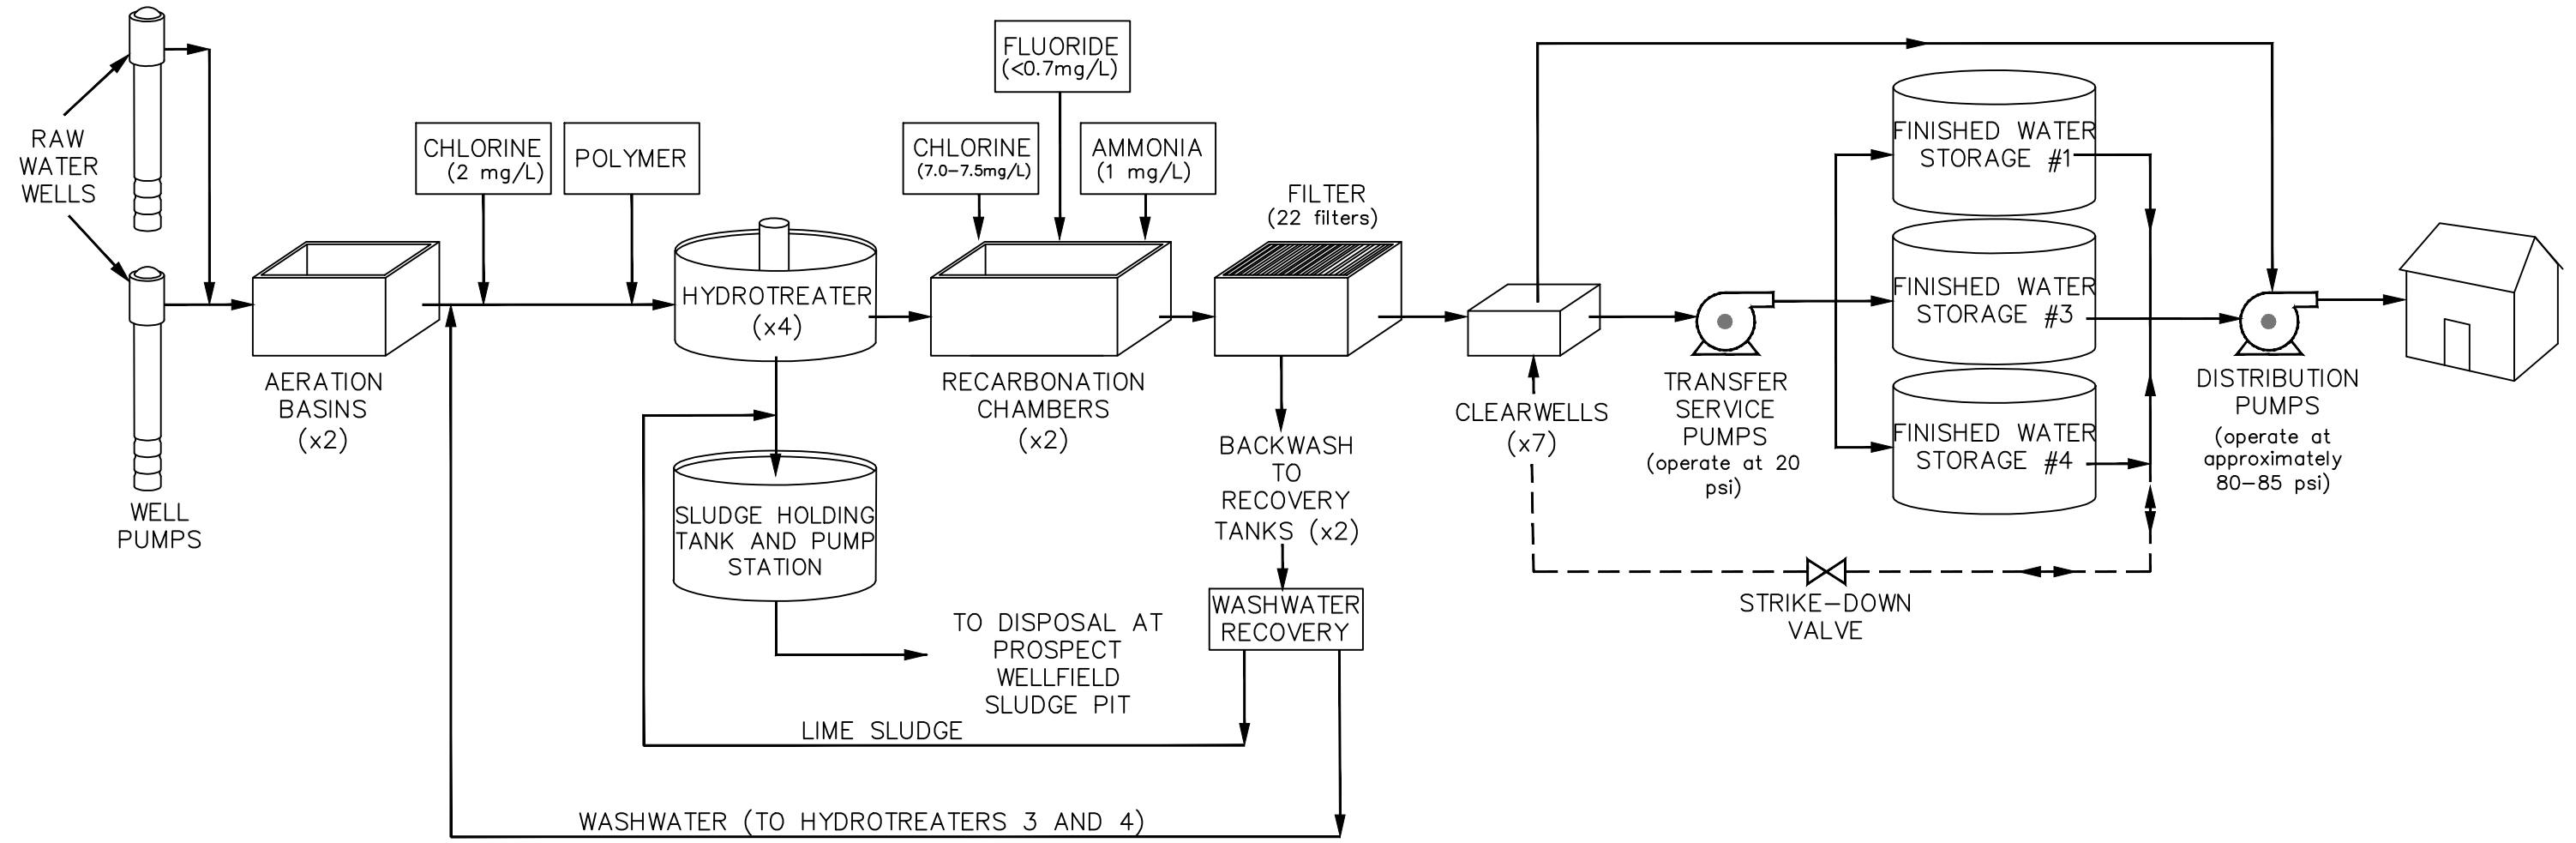 RAW
WATER
WELLS
WELL
PUMPS
AERATION
BASINS
(x2)
CHLORINE
(2 mg/L)
POLYMER
HYDROTREATER
(x4)
SLUDGE HOLDING
TANK AND PUMP
STATION
TO DISPOSAL AT
PROSPECT
WELLFIELD
SLUDGE PIT
LIME SLUDGE
WASHWATER (TO HYDROTREATERS 3 AND 4)
FLUORIDE
(<0.7mg/L)
CHLORINE
(7.0-7.5mg/L)
AMMONIA
(1 mg/L)
RECARBONATION
CHAMBERS
(x2)
FILTER
(22 filters)
BACKWASH
TO
RECOVERY
TANKS (x2)
WASHWATER
RECOVERY
CLEARWELLS
(x7)
TRANSFER
SERVICE
PUMPS
(operate at 20
psi)
FINISHED WATER
STORAGE #1
FINISHED WATER
STORAGE #3
FINISHED WATER
STORAGE #4
STRIKE-DOWN
VALVE
DISTRIBUTION
PUMPS
(operate at
approximately
80-85 psi)